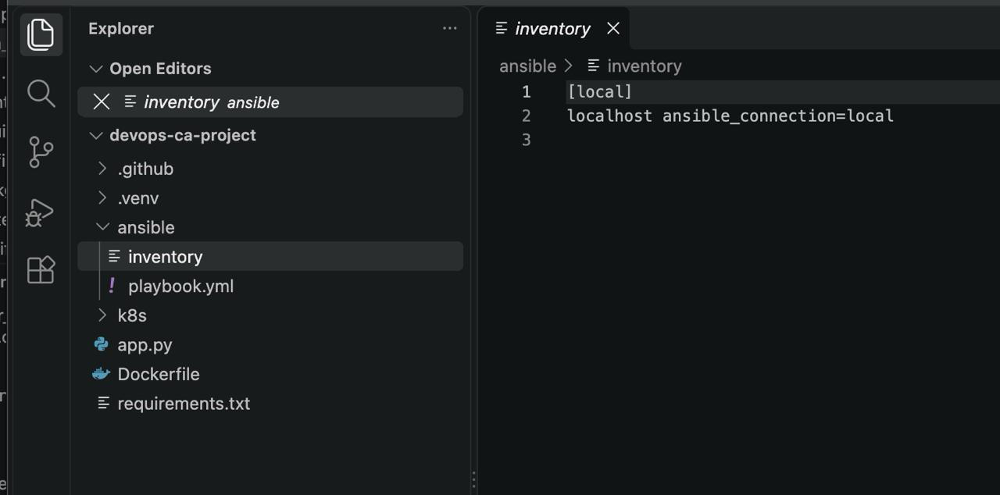 Explorer
Open Editors
inventory ansible
devops-ca-project
.github
.venv
ansible
inventory
! playbook.yml
k8s
app.py
Dockerfile
requirements.txt
inventory
ansible > inventory
1 [local]
2 localhost ansible_connection=local
3